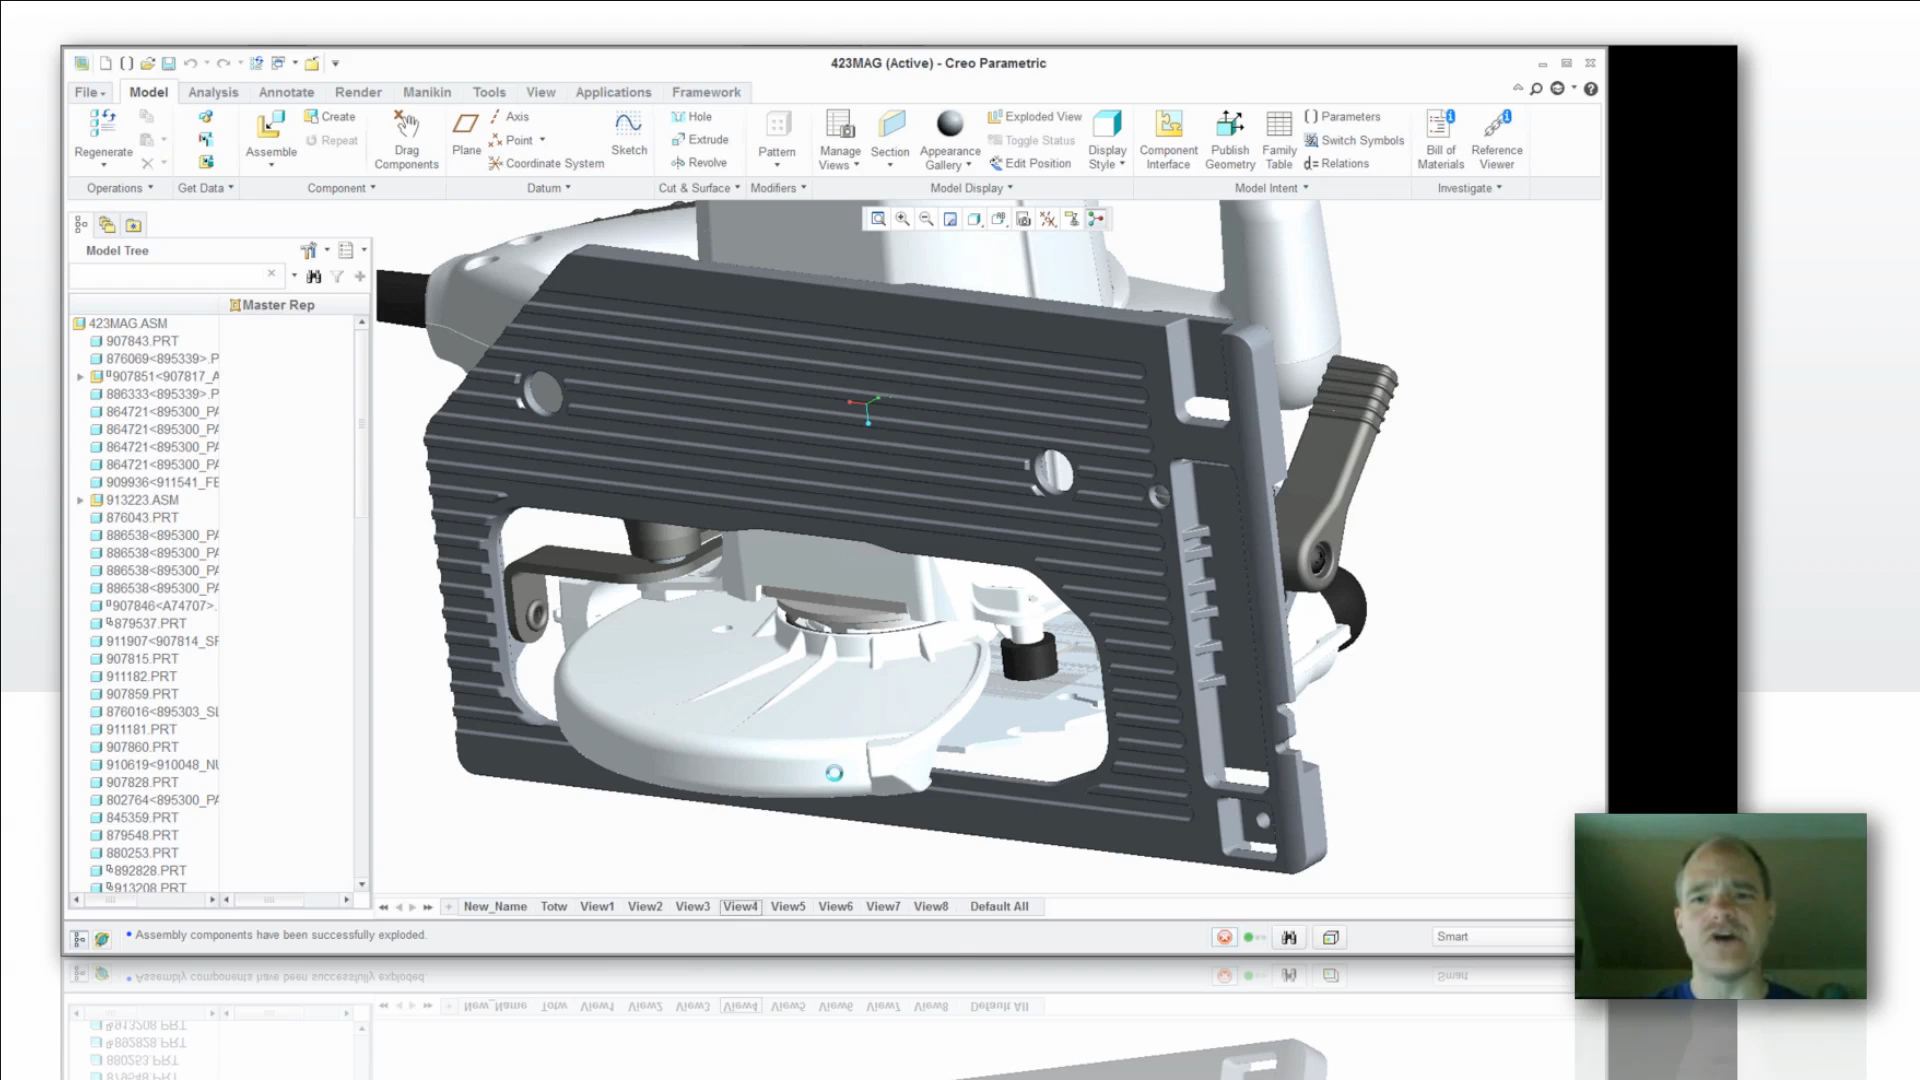 423MAG (Active) - Creo Parametric
File Model Analysis Annotate Render Manikin Tools View Applications Framework
Regenerate
Operations
Get Data
Assemble
Create
Repeat
Drag Components
Component
Plane
Axis
Point
Coordinate System
Sketch
Datum
Hole
Extrude
Revolve
Cut & Surface
Pattern
Modifiers
Manage Views
Section
Appearance Gallery
Exploded View
Toggle Status
Edit Position
Display Style
Model Display
Component Interface
Publish Geometry
Family Table
Parameters
Switch Symbols
d= Relations
Model Intent
Bill of Materials
Reference Viewer
Investigate
Model Tree
Master Rep
423MAG.ASM
907843.PRT
876069<895339>.P
907851<907817_A
886333<895339>.P
864721<895300_PA
864721<895300_PA
864721<895300_PA
864721<895300_PA
909936<911541_FE
913223.ASM
876043.PRT
886538<895300_PA
886538<895300_PA
886538<895300_PA
886538<895300_PA
907846<A74707>.
879537.PRT
911907<907814_SF
907815.PRT
911182.PRT
907859.PRT
876016<895303_SL
911181.PRT
907860.PRT
910619<910048_NU
907828.PRT
802764<895300_PA
845359.PRT
879548.PRT
880253.PRT
892828.PRT
913208.PRT
New_Name Totw View1 View2 View3 View4 View5 View6 View7 View8 Default All
• Assembly components have been successfully exploded.
Smart